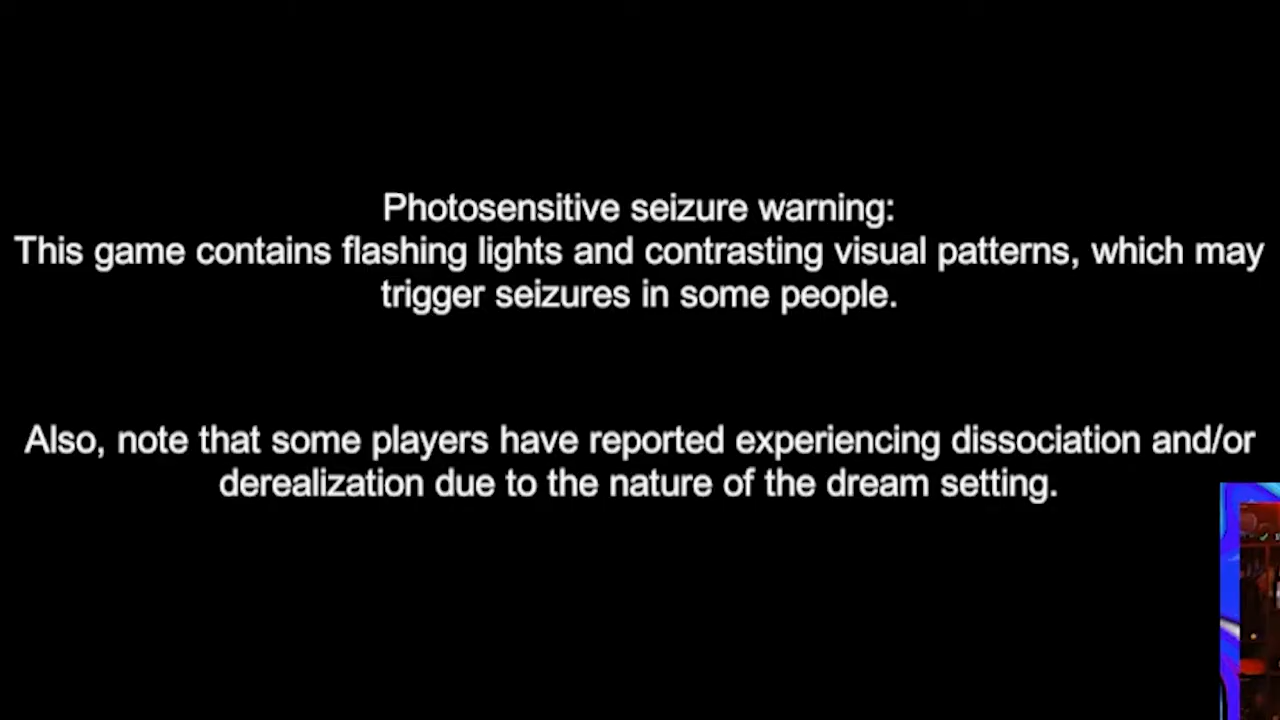 Photosensitive seizure warning:
This game contains flashing lights and contrasting visual patterns, which may
trigger seizures in some people.
Also, note that some players have reported experiencing dissociation and/or
derealization due to the nature of the dream setting.